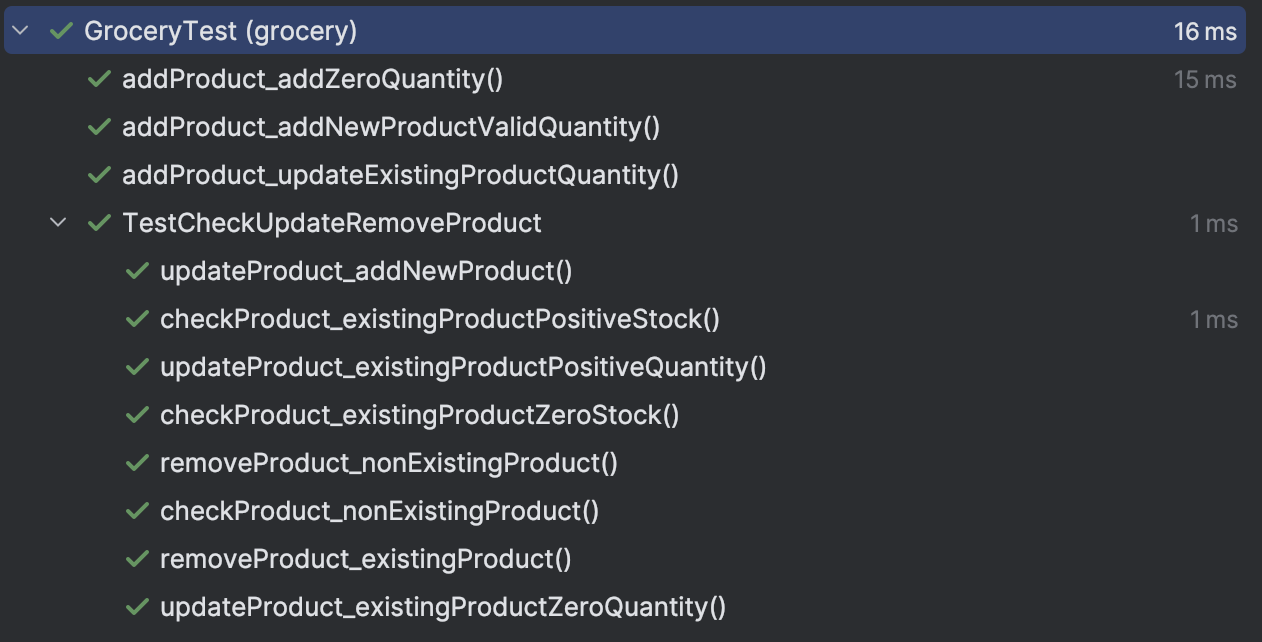 GroceryTest (grocery) 16 ms
addProduct_addZeroQuantity() 15 ms
addProduct_addNewProductValidQuantity()
addProduct_updateExistingProductQuantity()
TestCheckUpdateRemoveProduct 1 ms
updateProduct_addNewProduct()
checkProduct_existingProductPositiveStock() 1 ms
updateProduct_existingProductPositiveQuantity()
checkProduct_existingProductZeroStock()
removeProduct_nonExistingProduct()
checkProduct_nonExistingProduct()
removeProduct_existingProduct()
updateProduct_existingProductZeroQuantity()